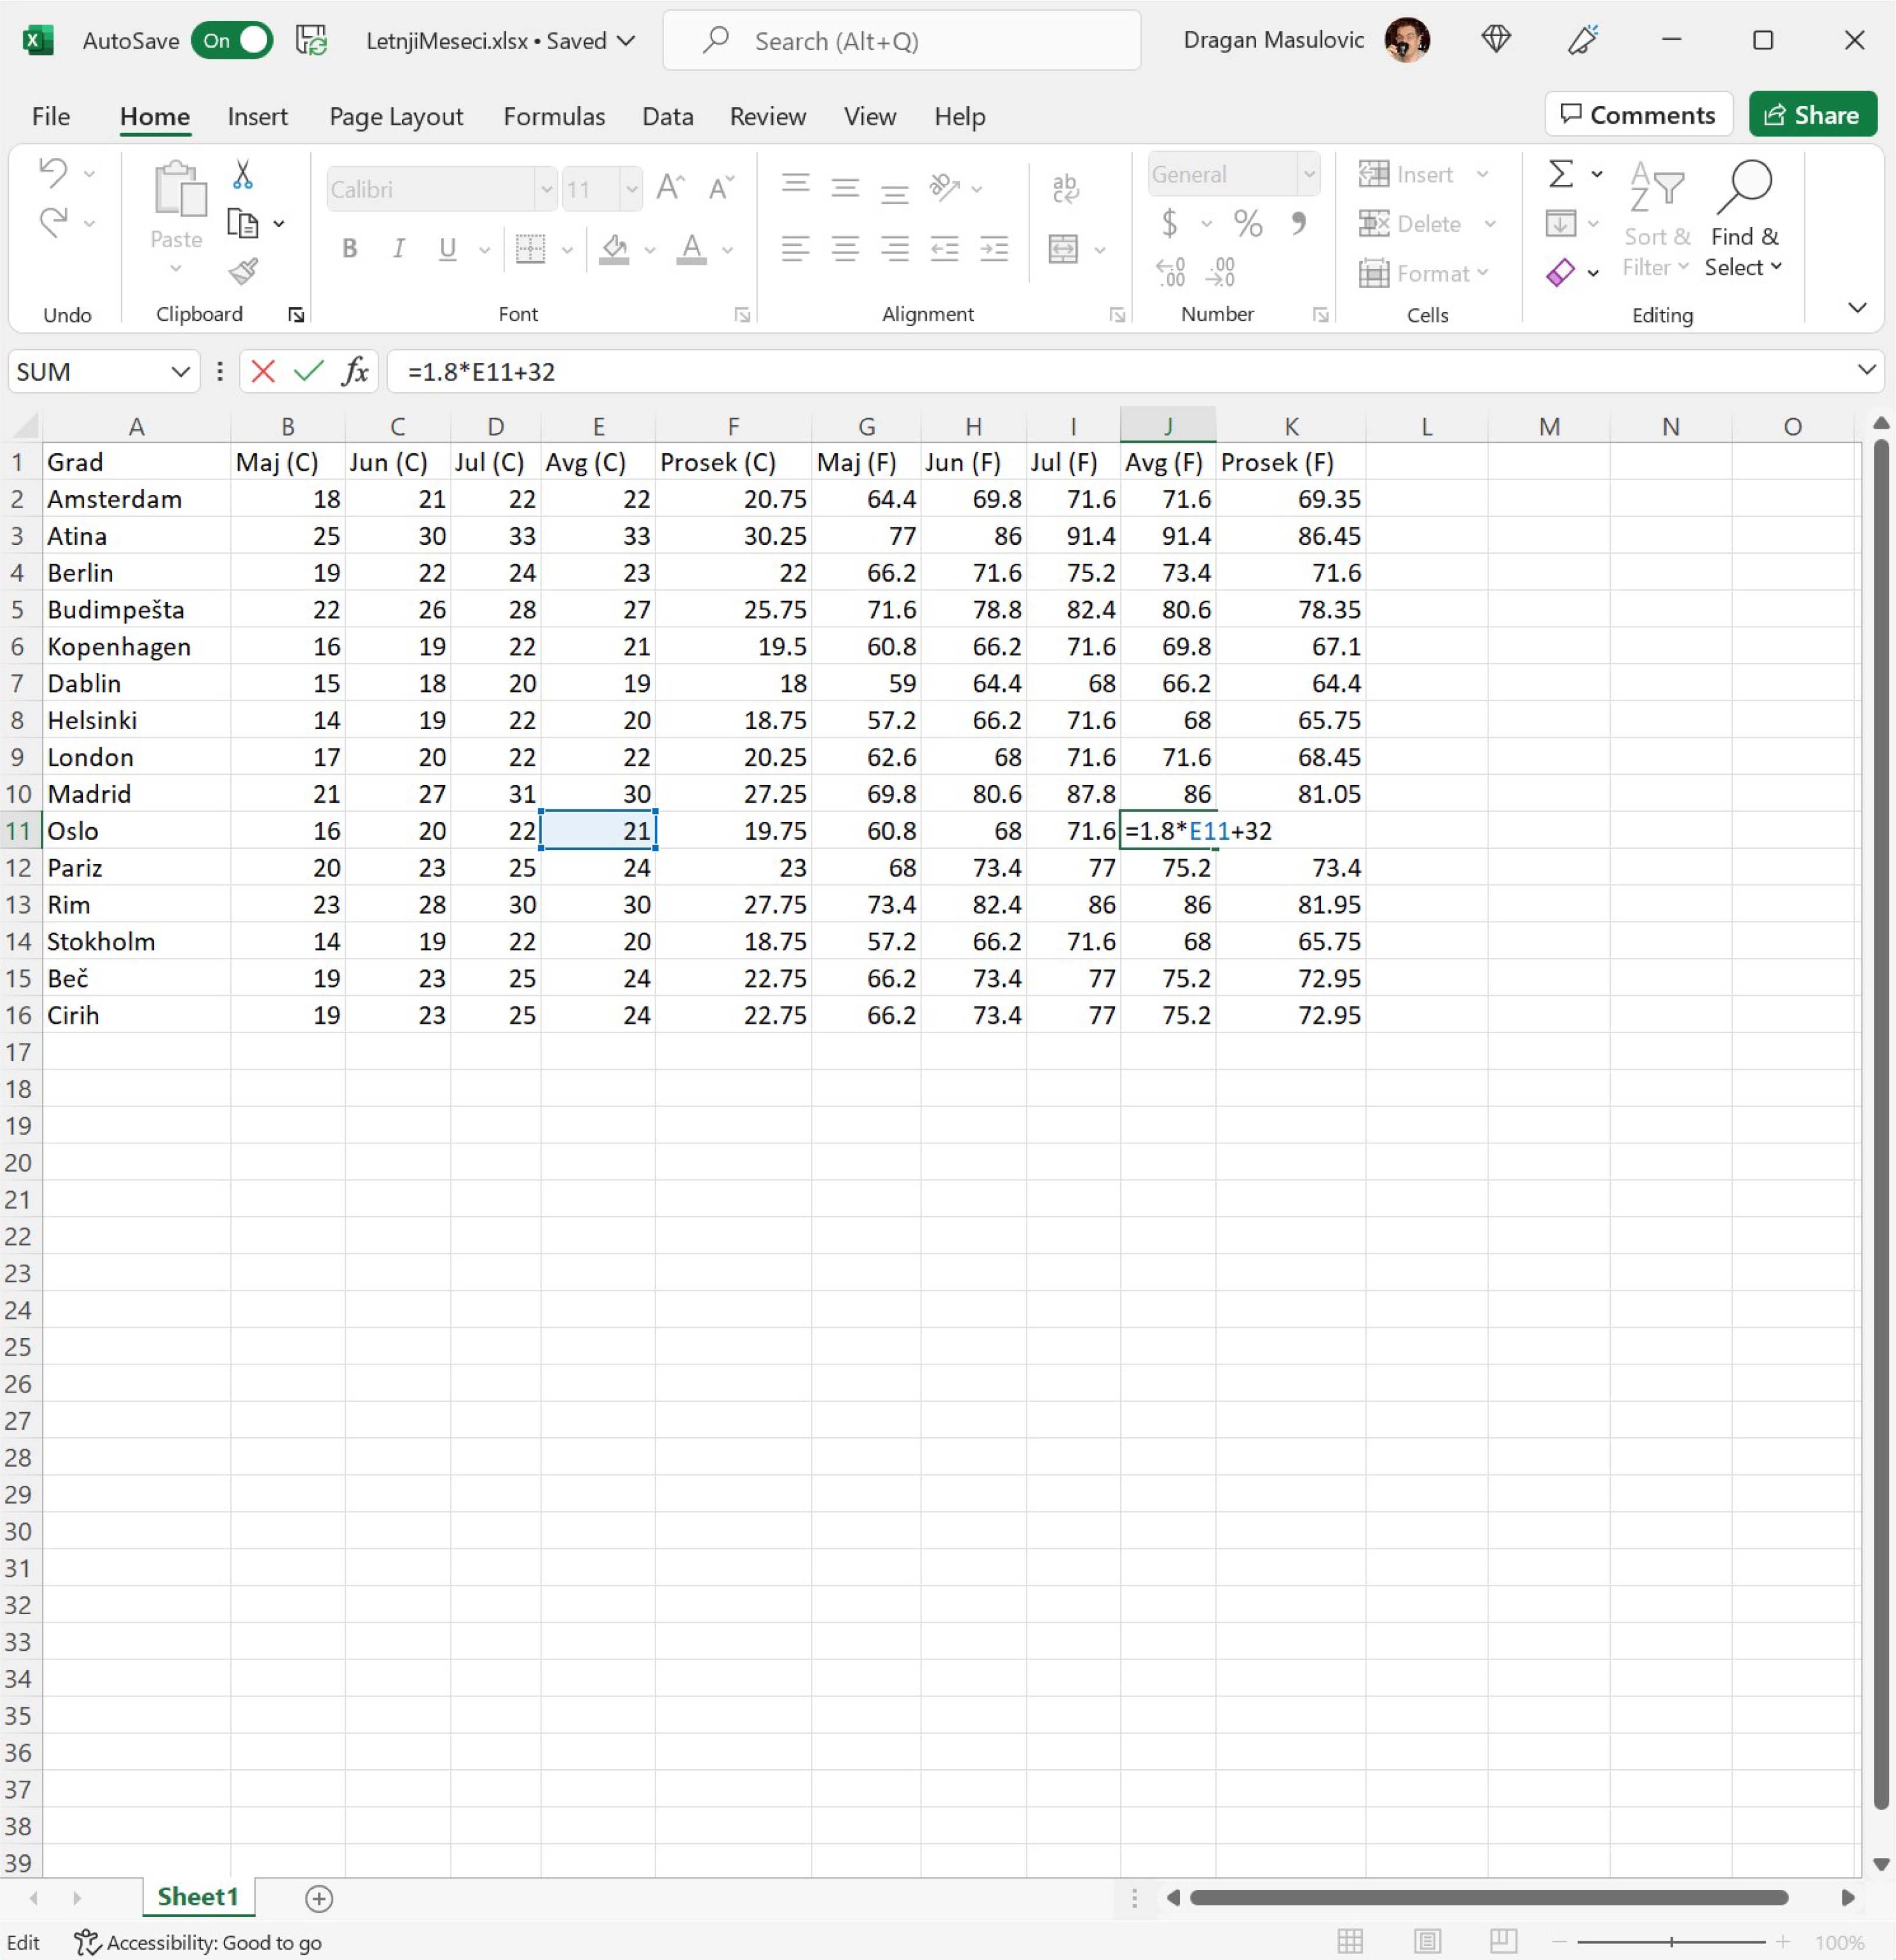 AutoSave On LetnjiMeseci.xlsx • Saved Search (Alt+Q) Dragan Masulovic
File Home Insert Page Layout Formulas Data Review View Help Comments Share
Calibri 11 ab General Insert Σ
Paste $ % Delete Sort & Filter Find & Select
B I U A Format
Undo Clipboard Font Alignment Number Cells Editing
SUM fx =1.8*E11+32
A B C D E F G H I J K L M N O
1 Grad Maj (C) Jun (C) Jul (C) Avg (C) Prosek (C) Maj (F) Jun (F) Jul (F) Avg (F) Prosek (F)
2 Amsterdam 18 21 22 22 20.75 64.4 69.8 71.6 71.6 69.35
3 Atina 25 30 33 33 30.25 77 86 91.4 91.4 86.45
4 Berlin 19 22 24 23 22 66.2 71.6 75.2 73.4 71.6
5 Budimpešta 22 26 28 27 25.75 71.6 78.8 82.4 80.6 78.35
6 Kopenhagen 16 19 22 21 19.5 60.8 66.2 71.6 69.8 67.1
7 Dablin 15 18 20 19 18 59 64.4 68 66.2 64.4
8 Helsinki 14 19 22 20 18.75 57.2 66.2 71.6 68 65.75
9 London 17 20 22 22 20.25 62.6 68 71.6 71.6 68.45
10 Madrid 21 27 31 30 27.25 69.8 80.6 87.8 86 81.05
11 Oslo 16 20 22 21 19.75 60.8 68 71.6 =1.8*E11+32
12 Pariz 20 23 25 24 23 68 73.4 77 75.2 73.4
13 Rim 23 28 30 30 27.75 73.4 82.4 86 86 81.95
14 Stokholm 14 19 22 20 18.75 57.2 66.2 71.6 68 65.75
15 Beč 19 23 25 24 22.75 66.2 73.4 77 75.2 72.95
16 Cirih 19 23 25 24 22.75 66.2 73.4 77 75.2 72.95
17
18
19
20
21
22
23
24
25
26
27
28
29
30
31
32
33
34
35
36
37
38
39
Sheet1
Edit Accessibility: Good to go 100%